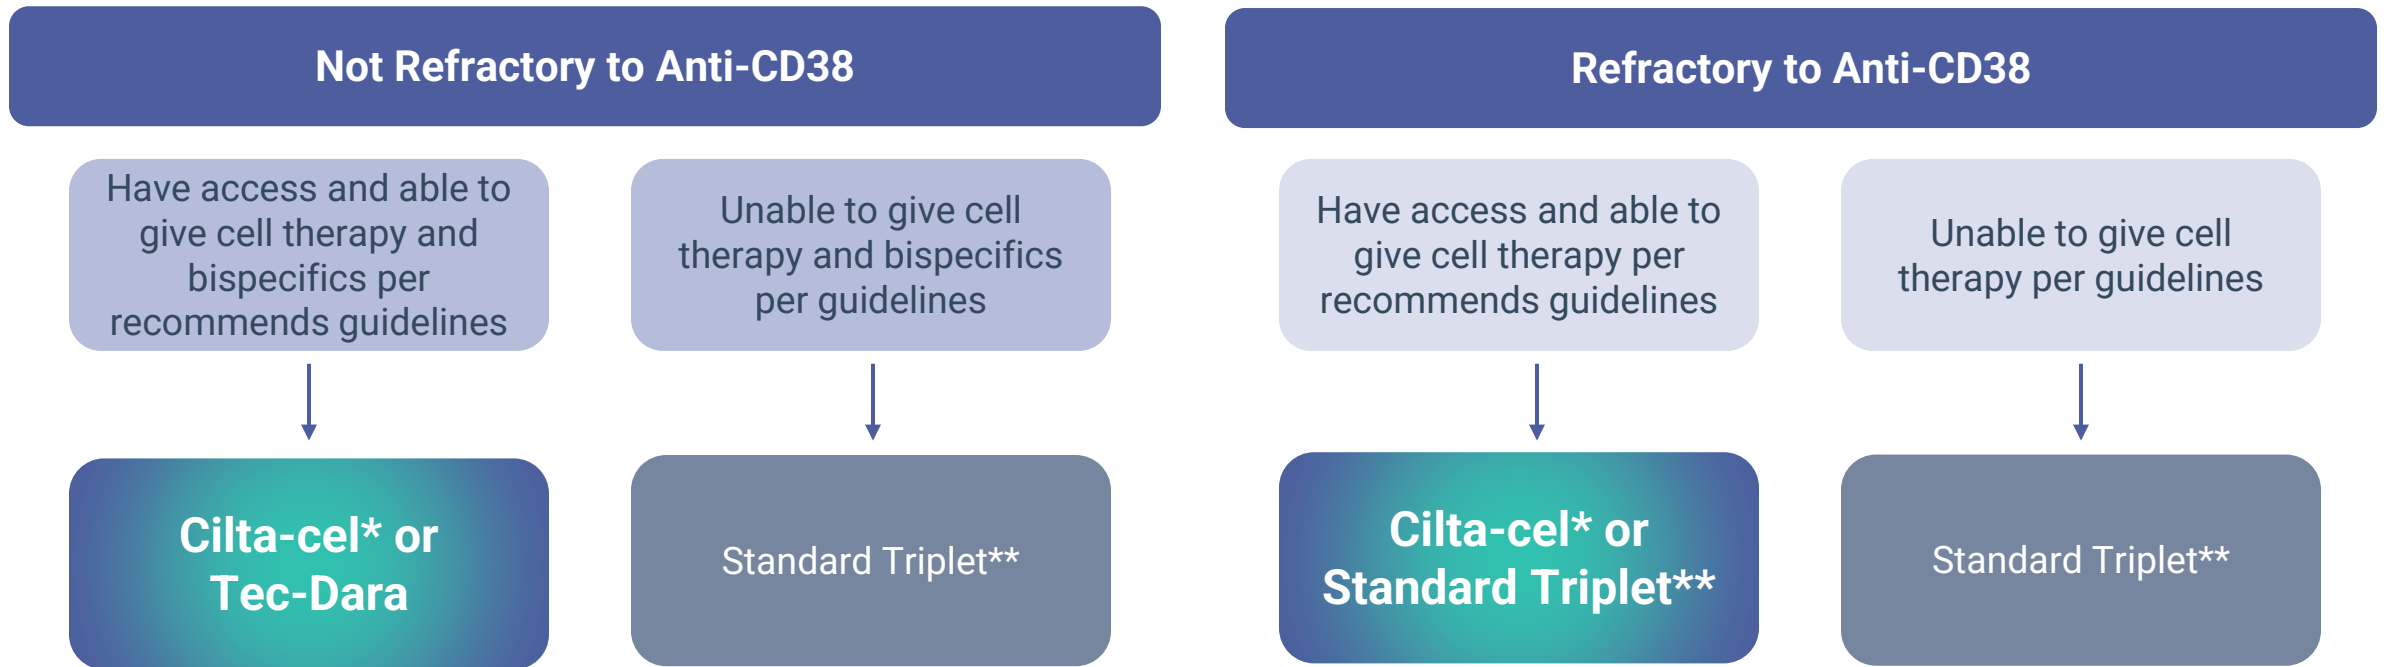 Not Refractory to Anti-CD38
Have access and able to
give cell therapy and
bispecifics per
recommends guidelines
Unable to give cell
therapy and bispecifics
per guidelines
Cilta-cel* or
Tec-Dara
Standard Triplet**
Refractory to Anti-CD38
Have access and able to
give cell therapy per
recommends guidelines
Unable to give cell
therapy per guidelines
Cilta-cel* or
Standard Triplet**
Standard Triplet**